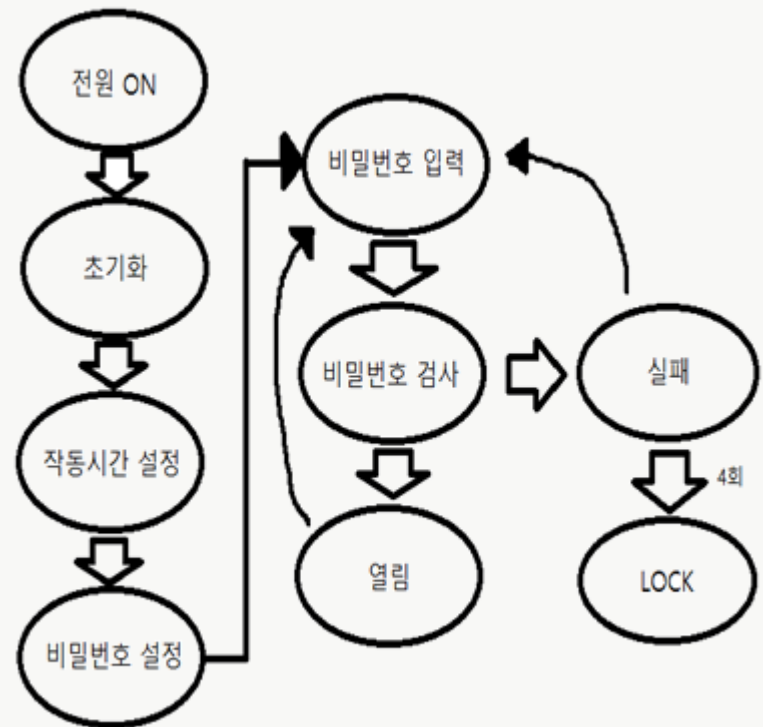 전원 ON
초기화
작동시간 설정
비밀번호 설정
비밀번호 입력
비밀번호 검사
열림
실패
4회
LOCK